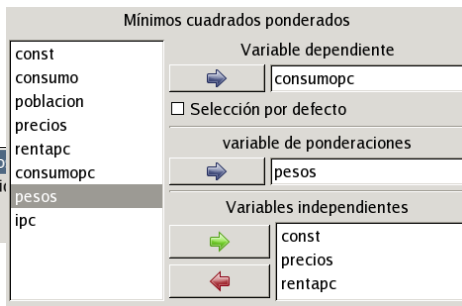 Mínimos cuadrados ponderados
const
consumo
poblacion
precios
rentapc
consumopc
pesos
ipc
Variable dependiente
consumopc
Selección por defecto
variable de ponderaciones
pesos
Variables independientes
const
precios
rentapc